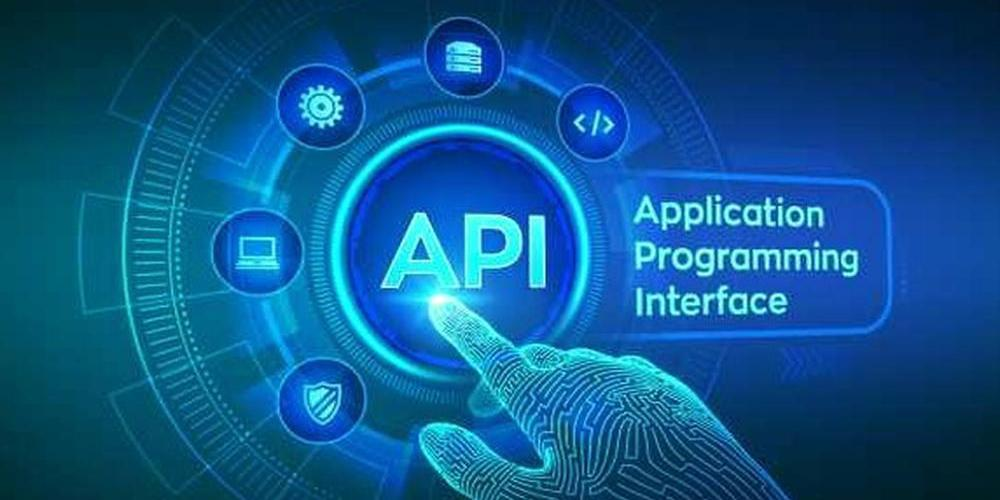 API
Application
Programming
Interface